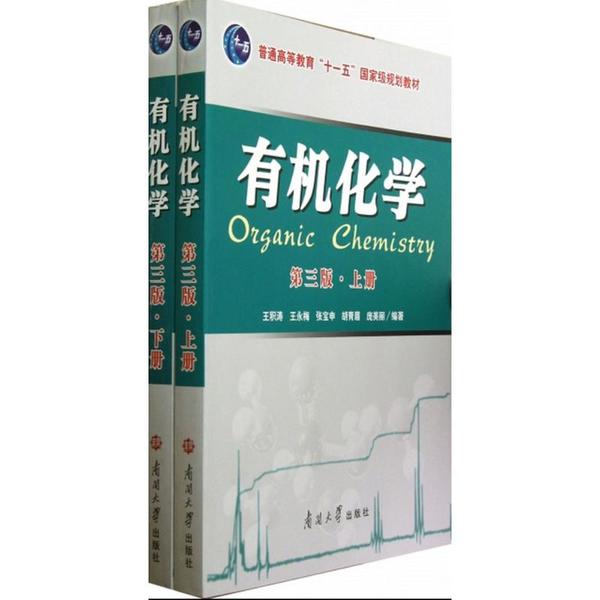 十一五
有机化学
第三版·下册
南开大学出版社
十一五
有机化学
第三版·上册
南开大学出版社
普通高等教育“十一五”国家级规划教材
有机化学
Organic Chemistry
第三版·上册
王积涛 王永梅 张宝申 胡青眉 庞美丽/编著
南开大学出版社